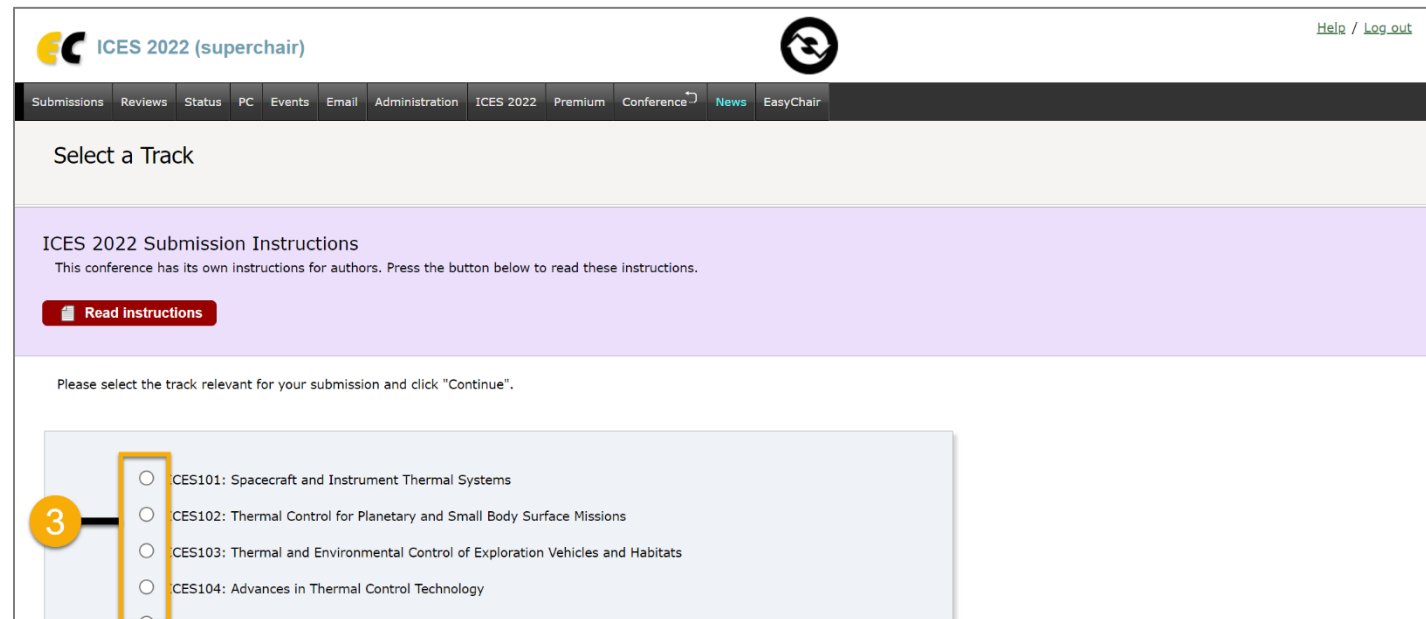 EC ICES 2022 (superchair)
Help / Log out
Submissions Reviews Status PC Events Email Administration ICES 2022 Premium Conference News EasyChair
Select a Track
ICES 2022 Submission Instructions
This conference has its own instructions for authors. Press the button below to read these instructions.
Read instructions
Please select the track relevant for your submission and click "Continue".
3
ICES101: Spacecraft and Instrument Thermal Systems
ICES102: Thermal Control for Planetary and Small Body Surface Missions
ICES103: Thermal and Environmental Control of Exploration Vehicles and Habitats
ICES104: Advances in Thermal Control Technology